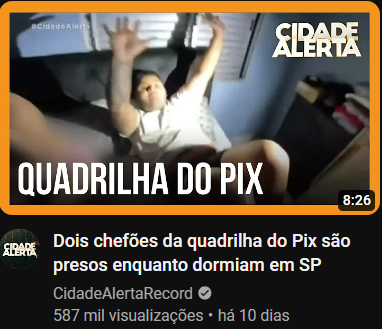 #CidadeAlerta
CIDADE
ALERTA
QUADRILHA DO PIX
8:26
CIDADE
ALERTA
Dois chefões da quadrilha do Pix são
presos enquanto dormiam em SP
CidadeAlertaRecord
587 mil visualizações • há 10 dias